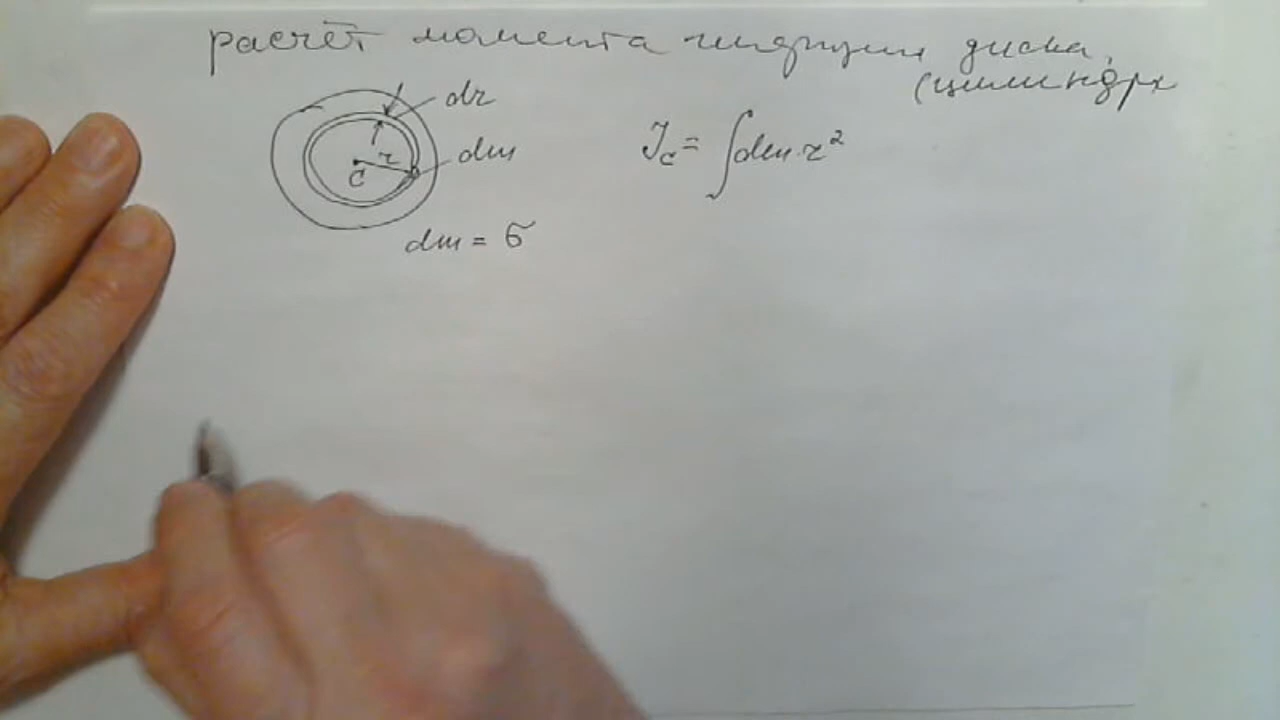 расчёт момента инерции диска,
(цилиндра
dr
dm
r
C
J_c = ∫dm·r²
dm = σ